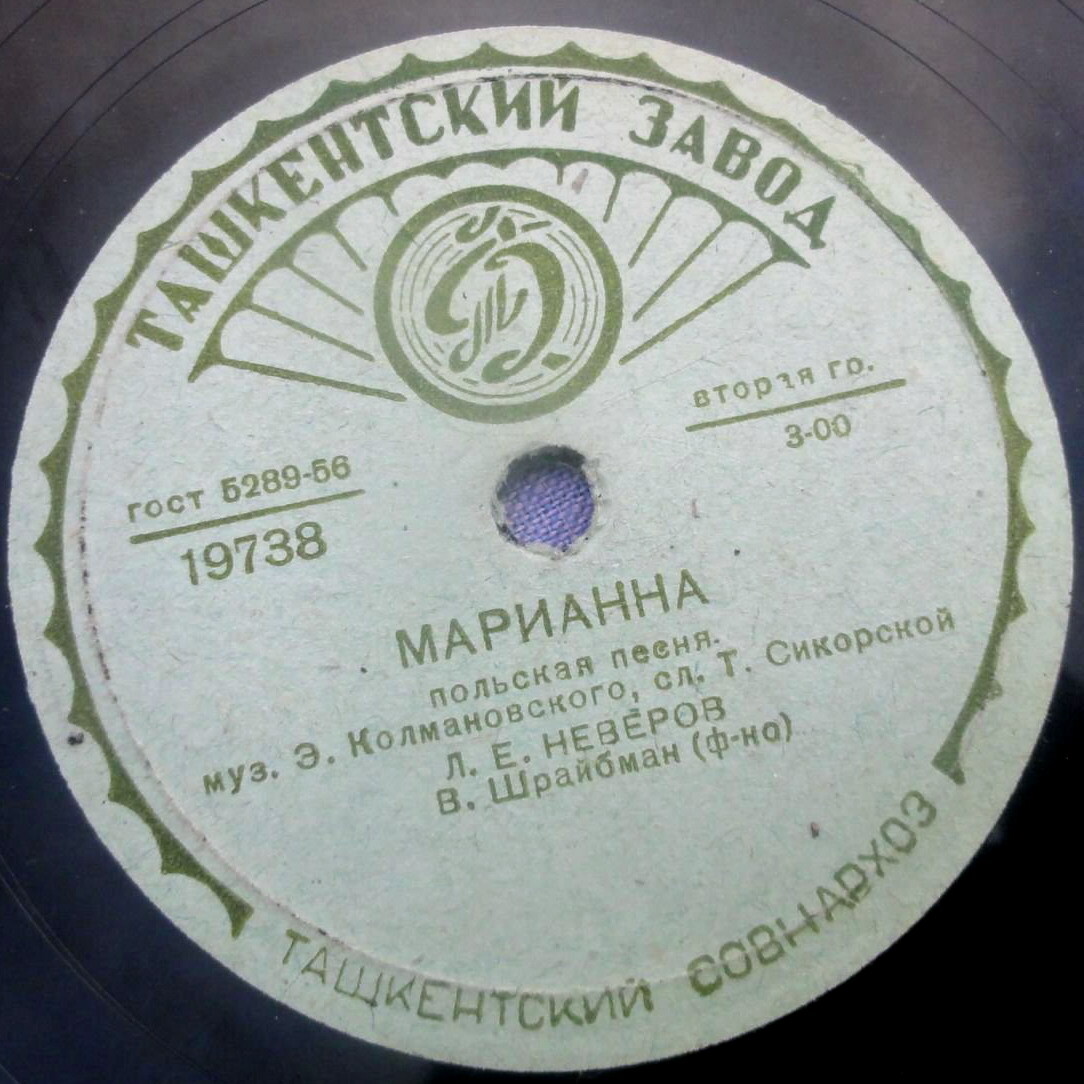 ТАШКЕНТСКИЙ ЗАВОД
вторая гр.
3-00
гост 5289-56
19738
МАРИАННА
польская песня.
муз. Э. Колмановского, сл. Т. Сикорской
Л. Е. НЕВЕРОВ
В. Шрайбман (ф-но)
ТАШКЕНТСКИЙ СОВНАРХОЗ